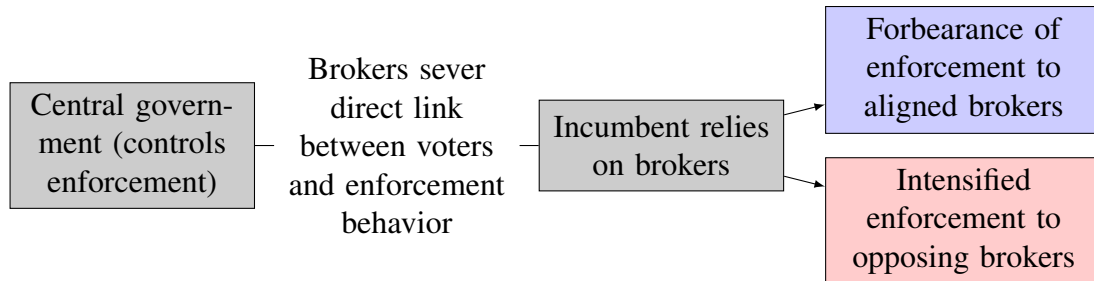 Central govern-
ment (controls
enforcement)
Brokers sever
direct link
between voters
and enforcement
behavior
Incumbent relies
on brokers
Forbearance of
enforcement to
aligned brokers
Intensified
enforcement to
opposing brokers